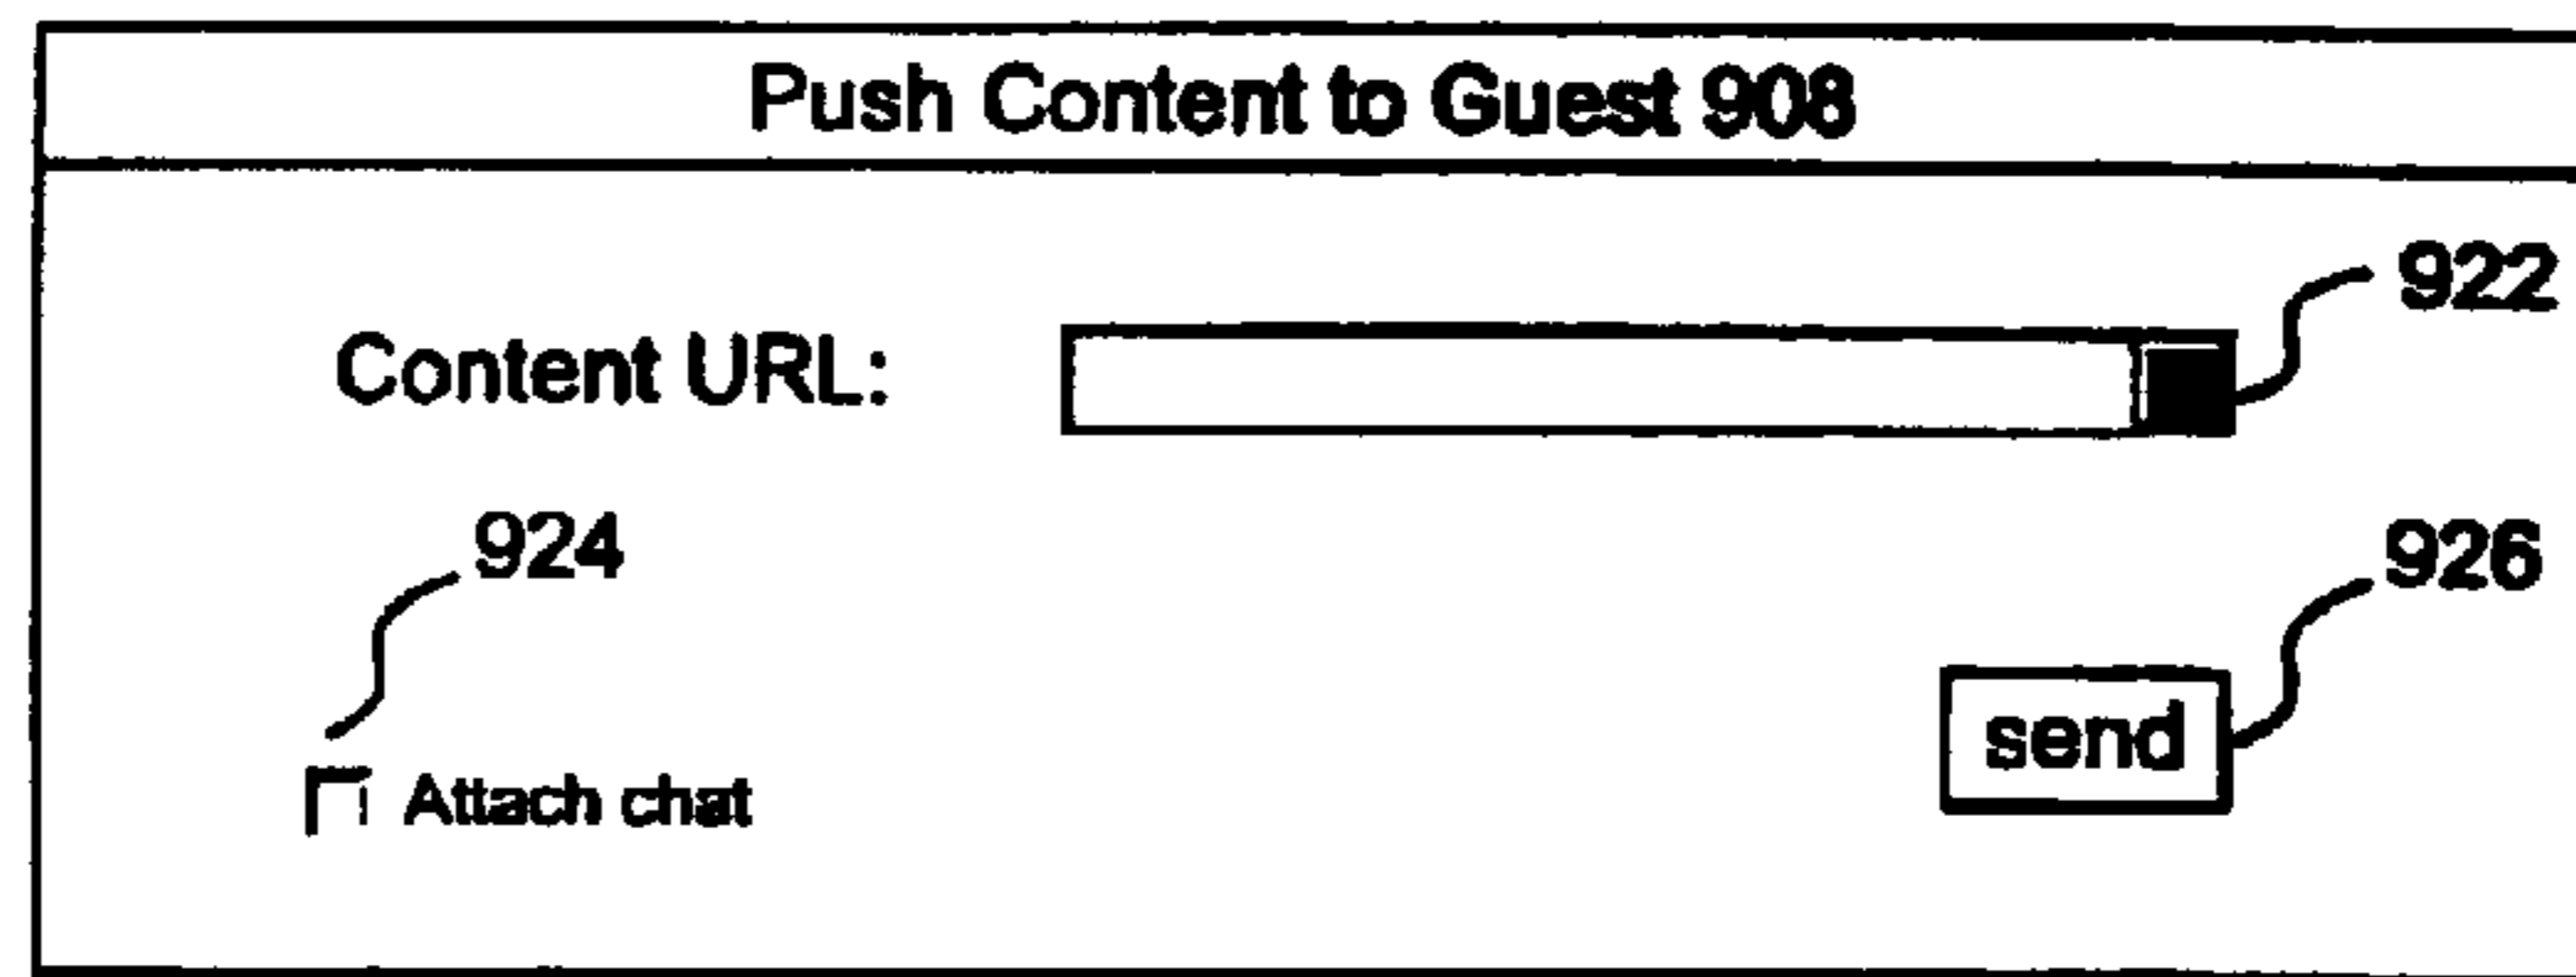 Push Content to Guest 908
922
Content URL:
924
926
send
Attach chat